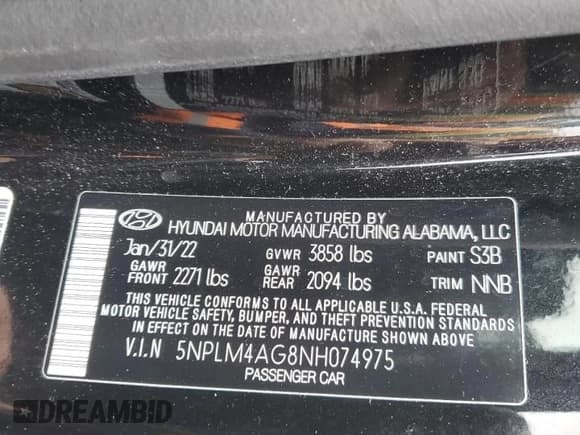 MANUFACTURED BY
HYUNDAI MOTOR MANUFACTURING ALABAMA, LLC
Jan/31/22 GVWR 3858 lbs PAINT S3B
GAWR FRONT 2271 lbs GAWR REAR 2094 lbs TRIM NNB
THIS VEHICLE CONFORMS TO ALL APPLICABLE U.S.A. FEDERAL
MOTOR VEHICLE SAFETY, BUMPER, AND THEFT PREVENTION STANDARDS
IN EFFECT ON THE DATE OF MANUFACTURE SHOWN ABOVE.
V.I.N 5NPLM4AG8NH074975
PASSENGER CAR
DREAMBID